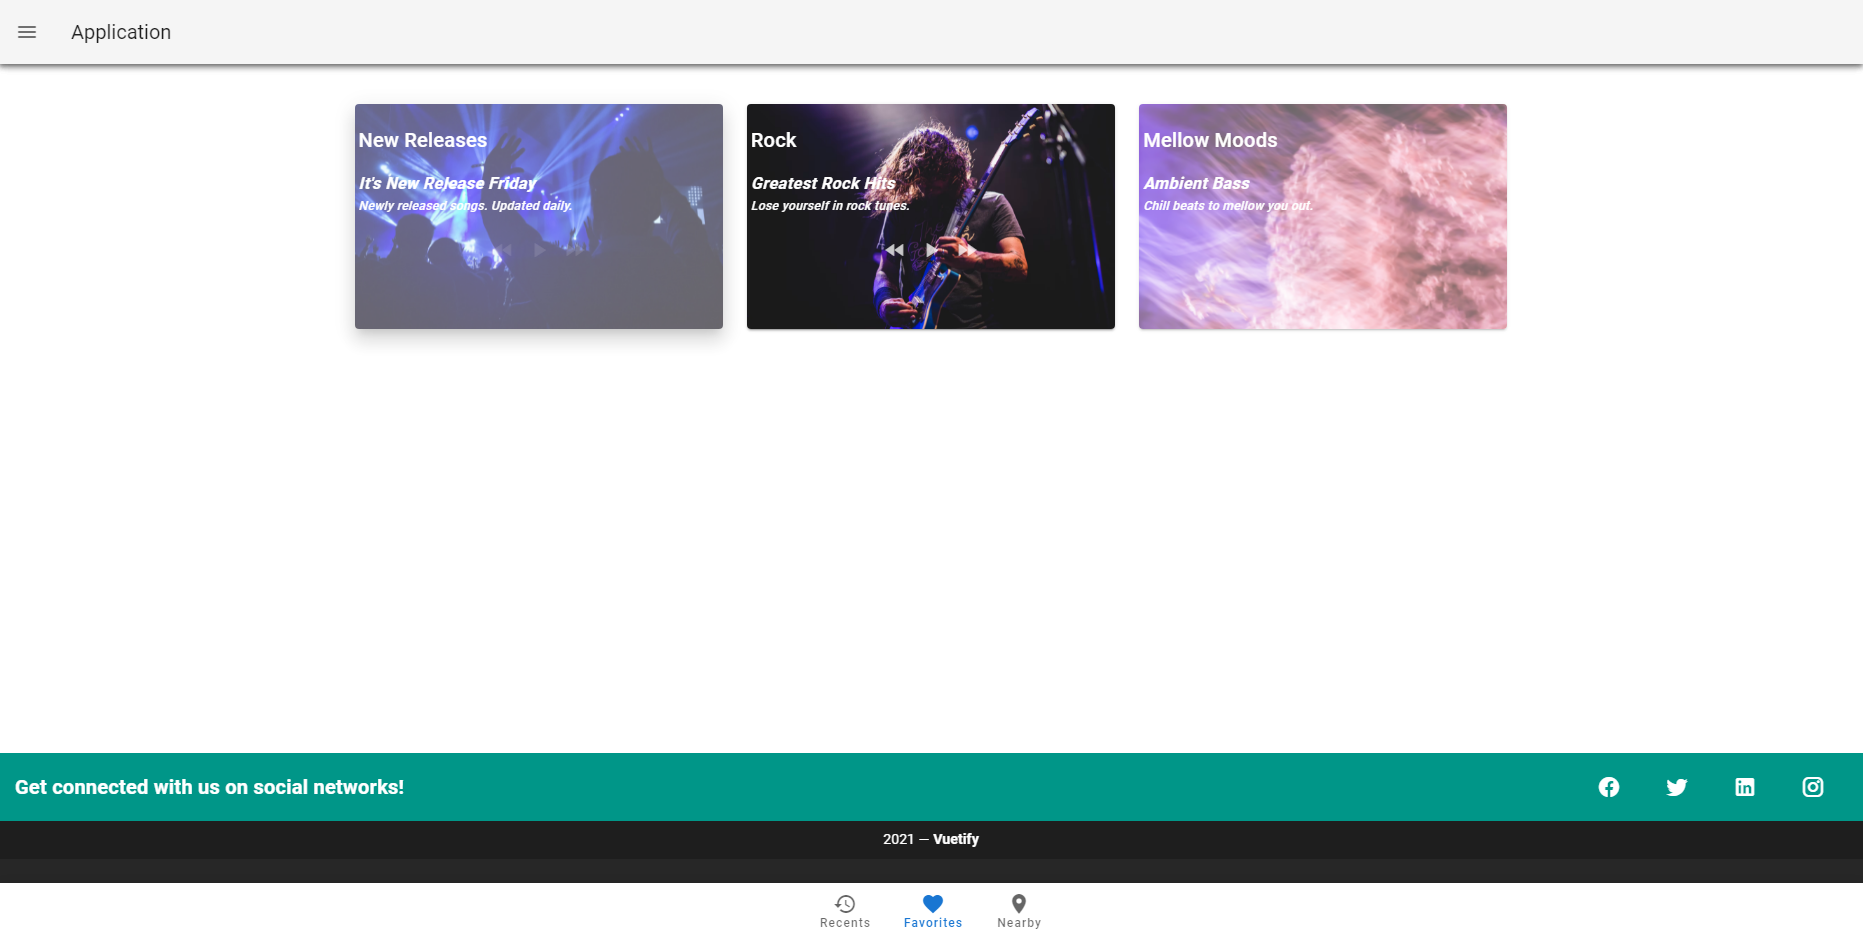 Application
New Releases
It's New Release Friday
Newly released songs. Updated daily.
Rock
Greatest Rock Hits
Lose yourself in rock tunes.
Mellow Moods
Ambient Bass
Chill beats to mellow you out.
Get connected with us on social networks!
2021 — Vuetify
Recents
Favorites
Nearby